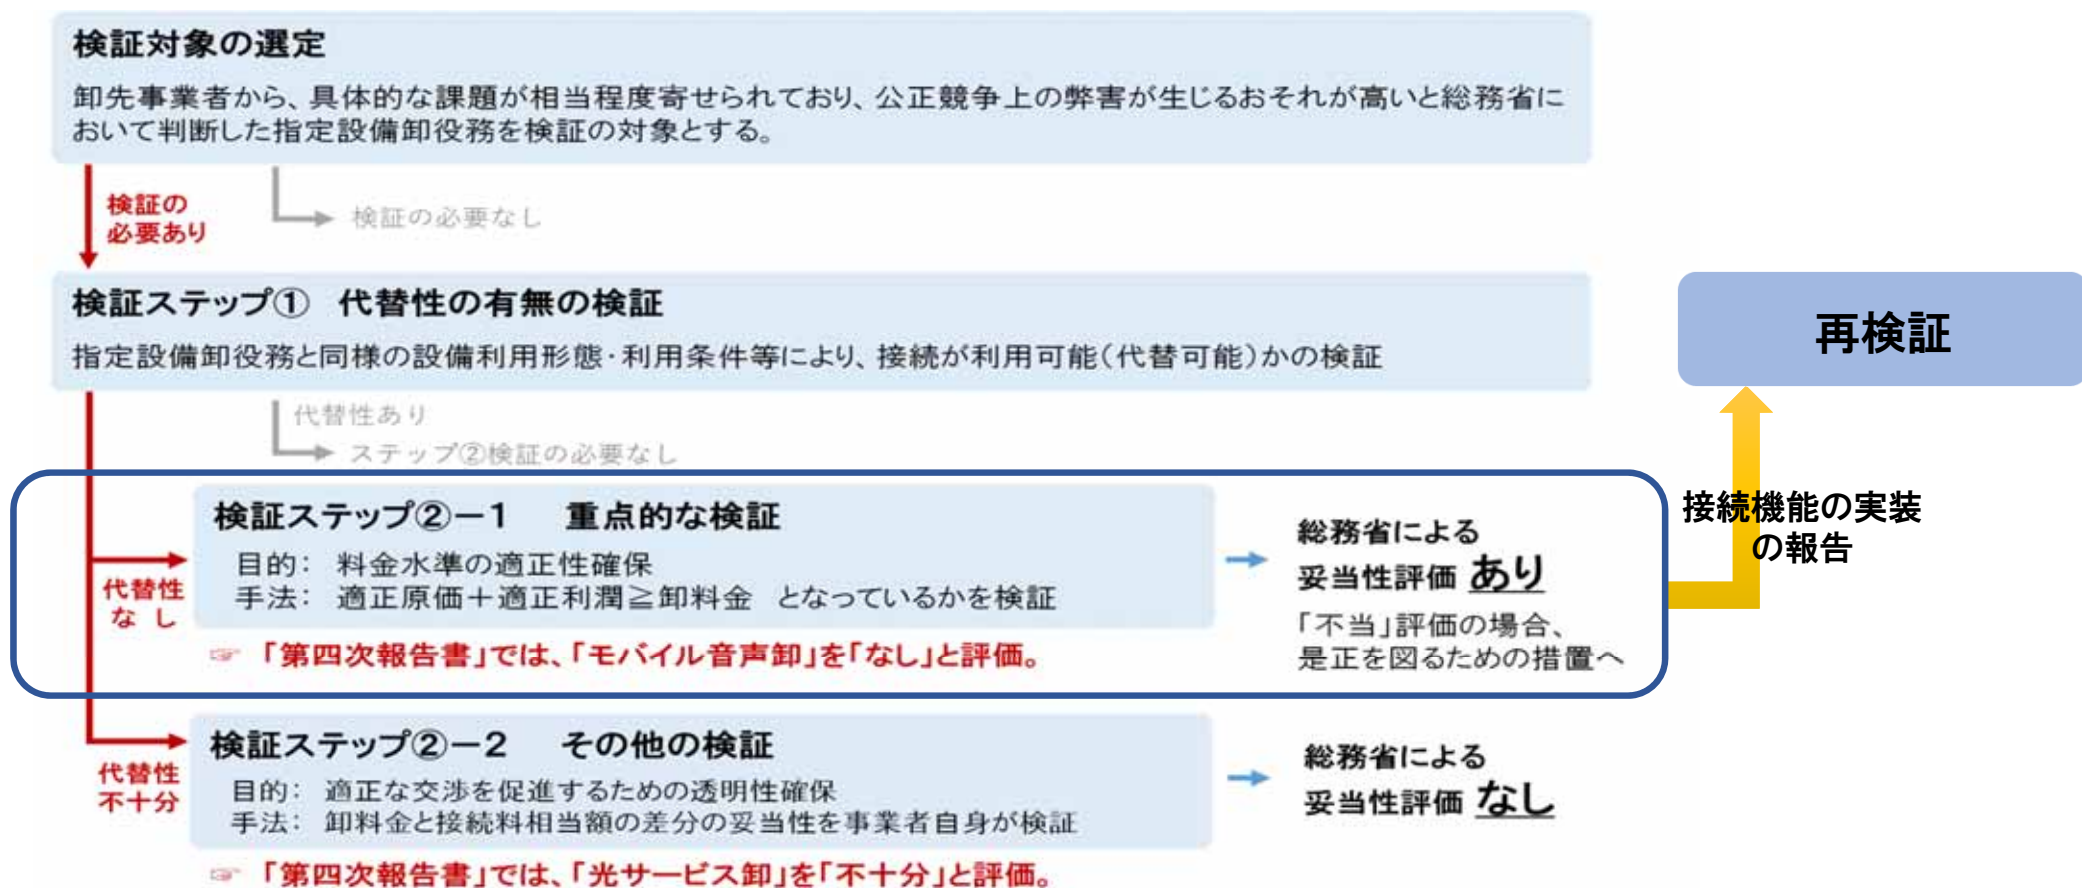 検証対象の選定
卸先事業者から、具体的な課題が相当程度寄せられており、公正競争上の弊害が生じるおそれが高いと総務省に
おいて判断した指定設備卸役務を検証の対象とする。
検証の
必要あり
検証の必要なし
検証ステップ① 代替性の有無の検証
指定設備卸役務と同様の設備利用形態・利用条件等により、接続が利用可能（代替可能）かの検証
再検証
代替性あり
ステップ②検証の必要なし
代替性
なし
検証ステップ②－１ 重点的な検証
目的： 料金水準の適正性確保
手法： 適正原価＋適正利潤≧卸料金 となっているかを検証
☞ 「第四次報告書」では、「モバイル音声卸」を「なし」と評価。
総務省による
妥当性評価 あり
「不当」評価の場合、
是正を図るための措置へ
接続機能の実装
の報告
代替性
不十分
検証ステップ②－２ その他の検証
目的： 適正な交渉を促進するための透明性確保
手法： 卸料金と接続料相当額の差分の妥当性を事業者自身が検証
☞ 「第四次報告書」では、「光サービス卸」を「不十分」と評価。
総務省による
妥当性評価 なし